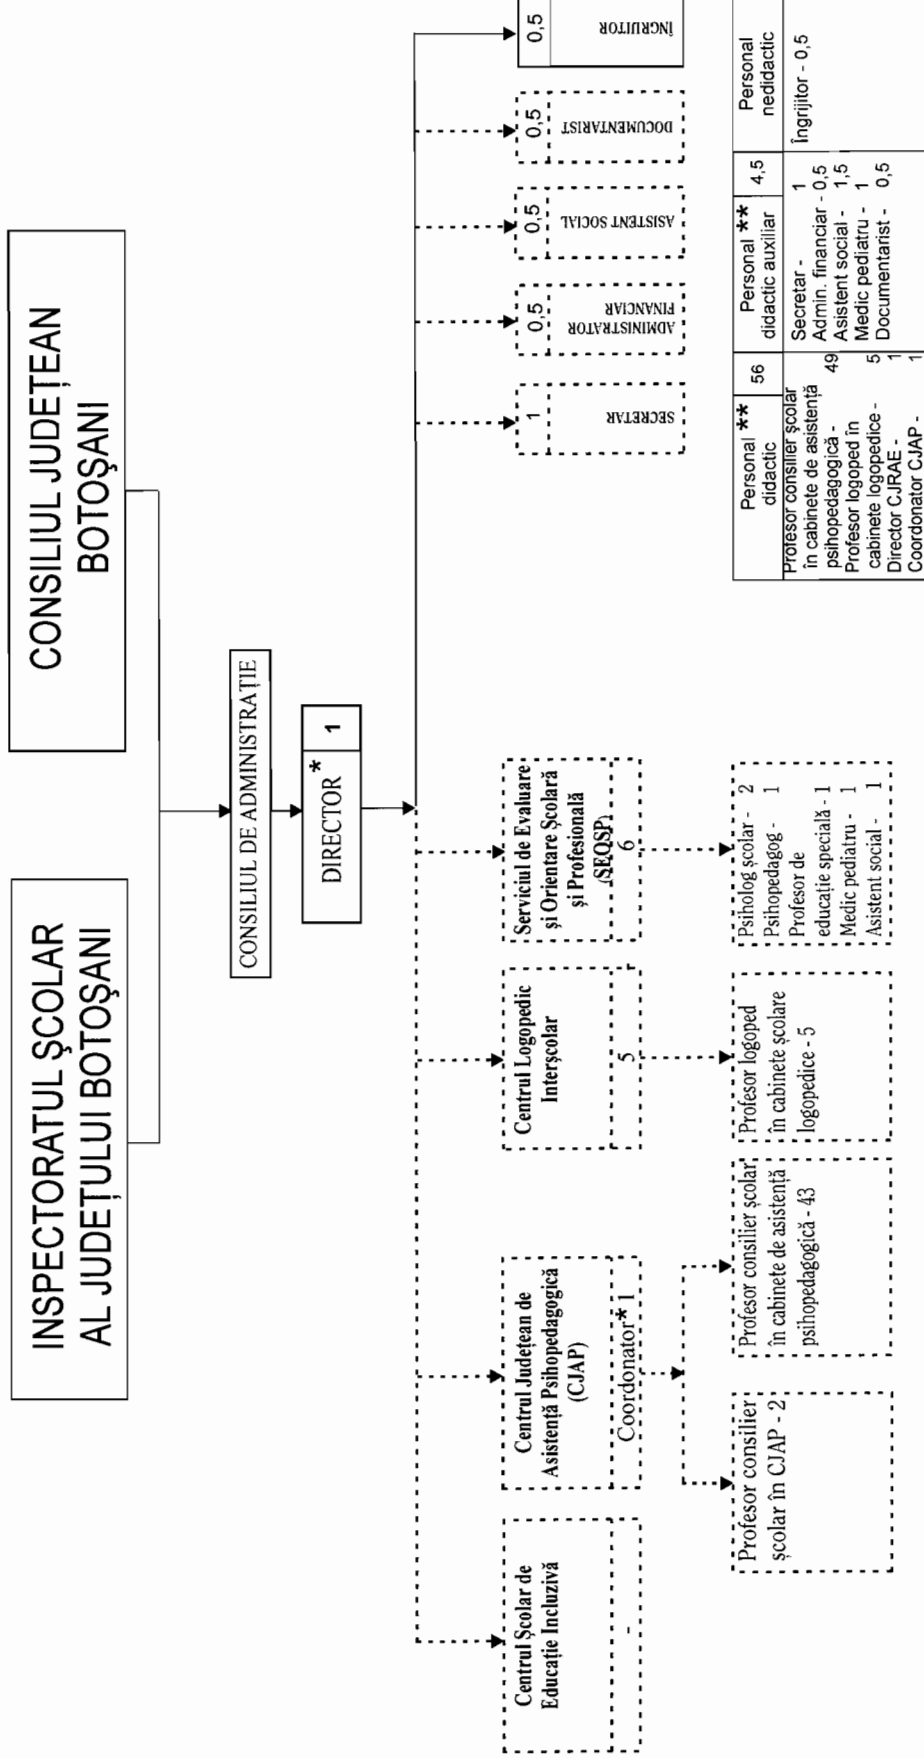 INSPECTORATUL ŞCOLAR
AL JUDEŢULUI BOTOŞANI
CONSILIUL JUDEŢEAN
BOTOŞANI
CONSILIUL DE ADMINISTRAŢIE
DIRECTOR * 1
Centrul Școlar de
Educație Incluzivă
-
Centrul Județean de
Asistență Psihopedagogică
(CJAP)
Coordonator* 1
Centrul Logopedic
Interșcolar
5
Serviciul de Evaluare
și Orientare Școlară
și Profesională
(SEOSP)
6
1
SECRETAR
0,5
ADMINISTRATOR
FINANCIAR
0,5
ASISTENT SOCIAL
0,5
DOCUMENTARIST
0,5
ÎNGRIJITOR
Profesor consilier
școlar în CJAP - 2
Profesor consilier școlar
în cabinete de asistență
psihopedagogică - 43
Profesor logoped
în cabinete școlare
logopedice - 5
Psiholog școlar - 2
Psihopedagog - 1
Profesor de
educație specială - 1
Medic pediatru - 1
Asistent social - 1
Personal **
didactic
56
Personal **
didactic auxiliar
4,5
Personal
nedidactic
Profesor consilier școlar
în cabinete de asistență
psihopedagogică - 49
Profesor logoped în
cabinete logopedice - 5
Director CJRAE - 1
Coordonator CJAP - 1
Secretar - 1
Admin. financiar - 0,5
Asistent social - 1,5
Medic pediatru - 1
Documentarist - 0,5
Îngrijitor - 0,5